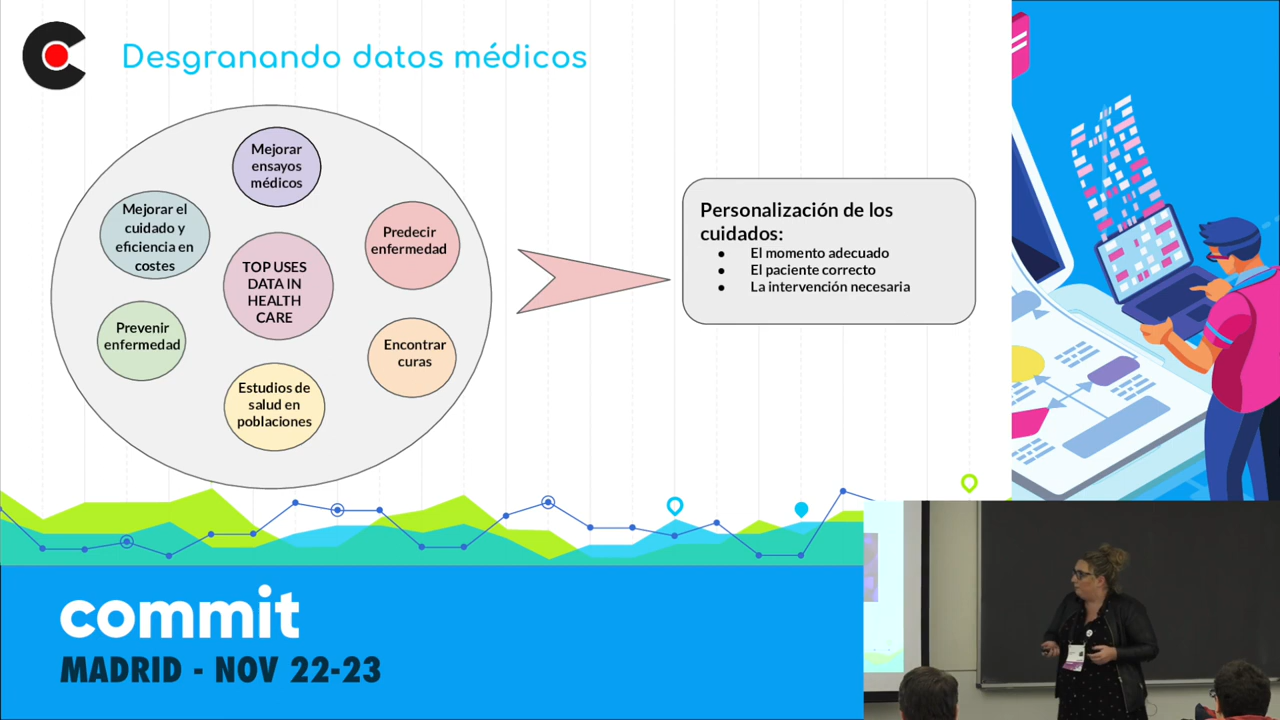 Desgranando datos médicos
Mejorar
ensayos
médicos
Mejorar el
cuidado y
eficiencia en
costes
Predecir
enfermedad
TOP USES
DATA IN
HEALTH
CARE
Prevenir
enfermedad
Encontrar
curas
Estudios de
salud en
poblaciones
Personalización de los
cuidados:
● El momento adecuado
● El paciente correcto
● La intervención necesaria
commit
MADRID - NOV 22-23